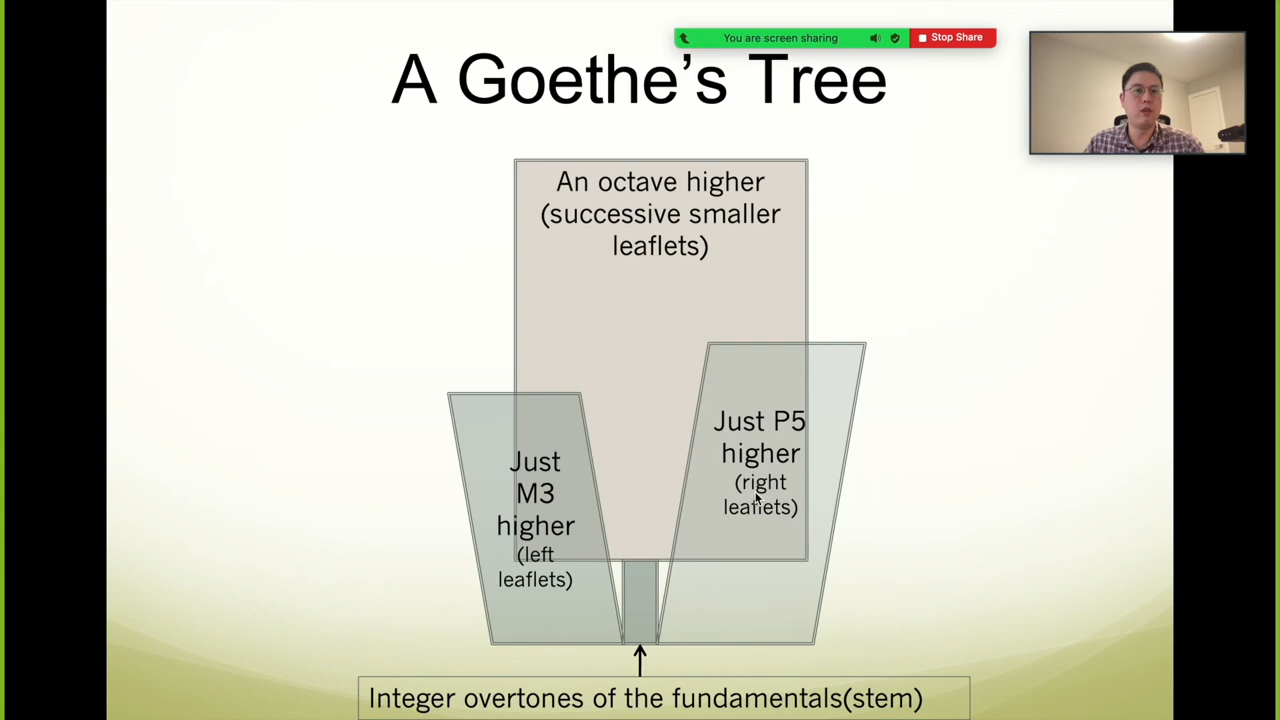 You are screen sharing
Stop Share
A Goethe’s Tree
An octave higher
(successive smaller
leaflets)
Just P5
higher
(right
leaflets)
Just
M3
higher
(left
leaflets)
Integer overtones of the fundamentals(stem)